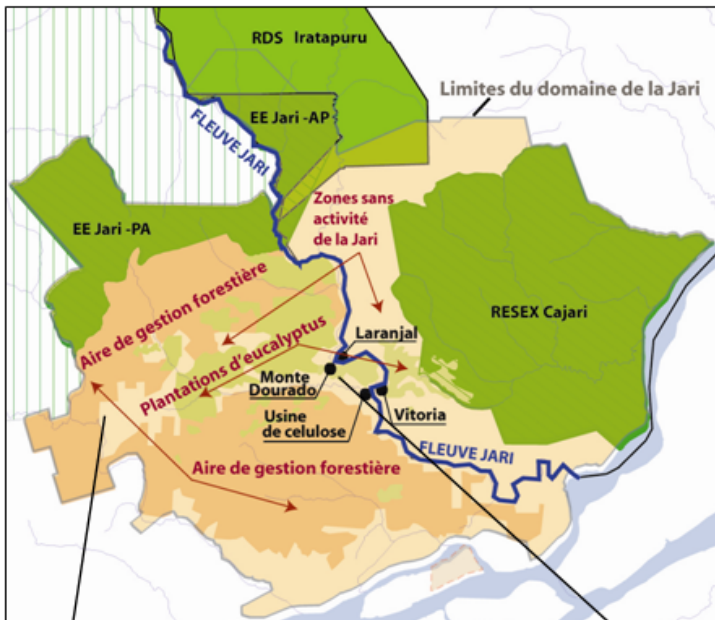 RDS Iratapuru
Limites du domaine de la Jari
EE Jari -AP
FLEUVE JARI
Zones sans
activité
de la Jari
EE Jari -PA
Aire de gestion forestière
RESEX Cajari
Plantations d'eucalyptus
Laranjal
Monte
Dourado
Usine
de celulose
Vitoria
FLEUVE JARI
Aire de gestion forestière